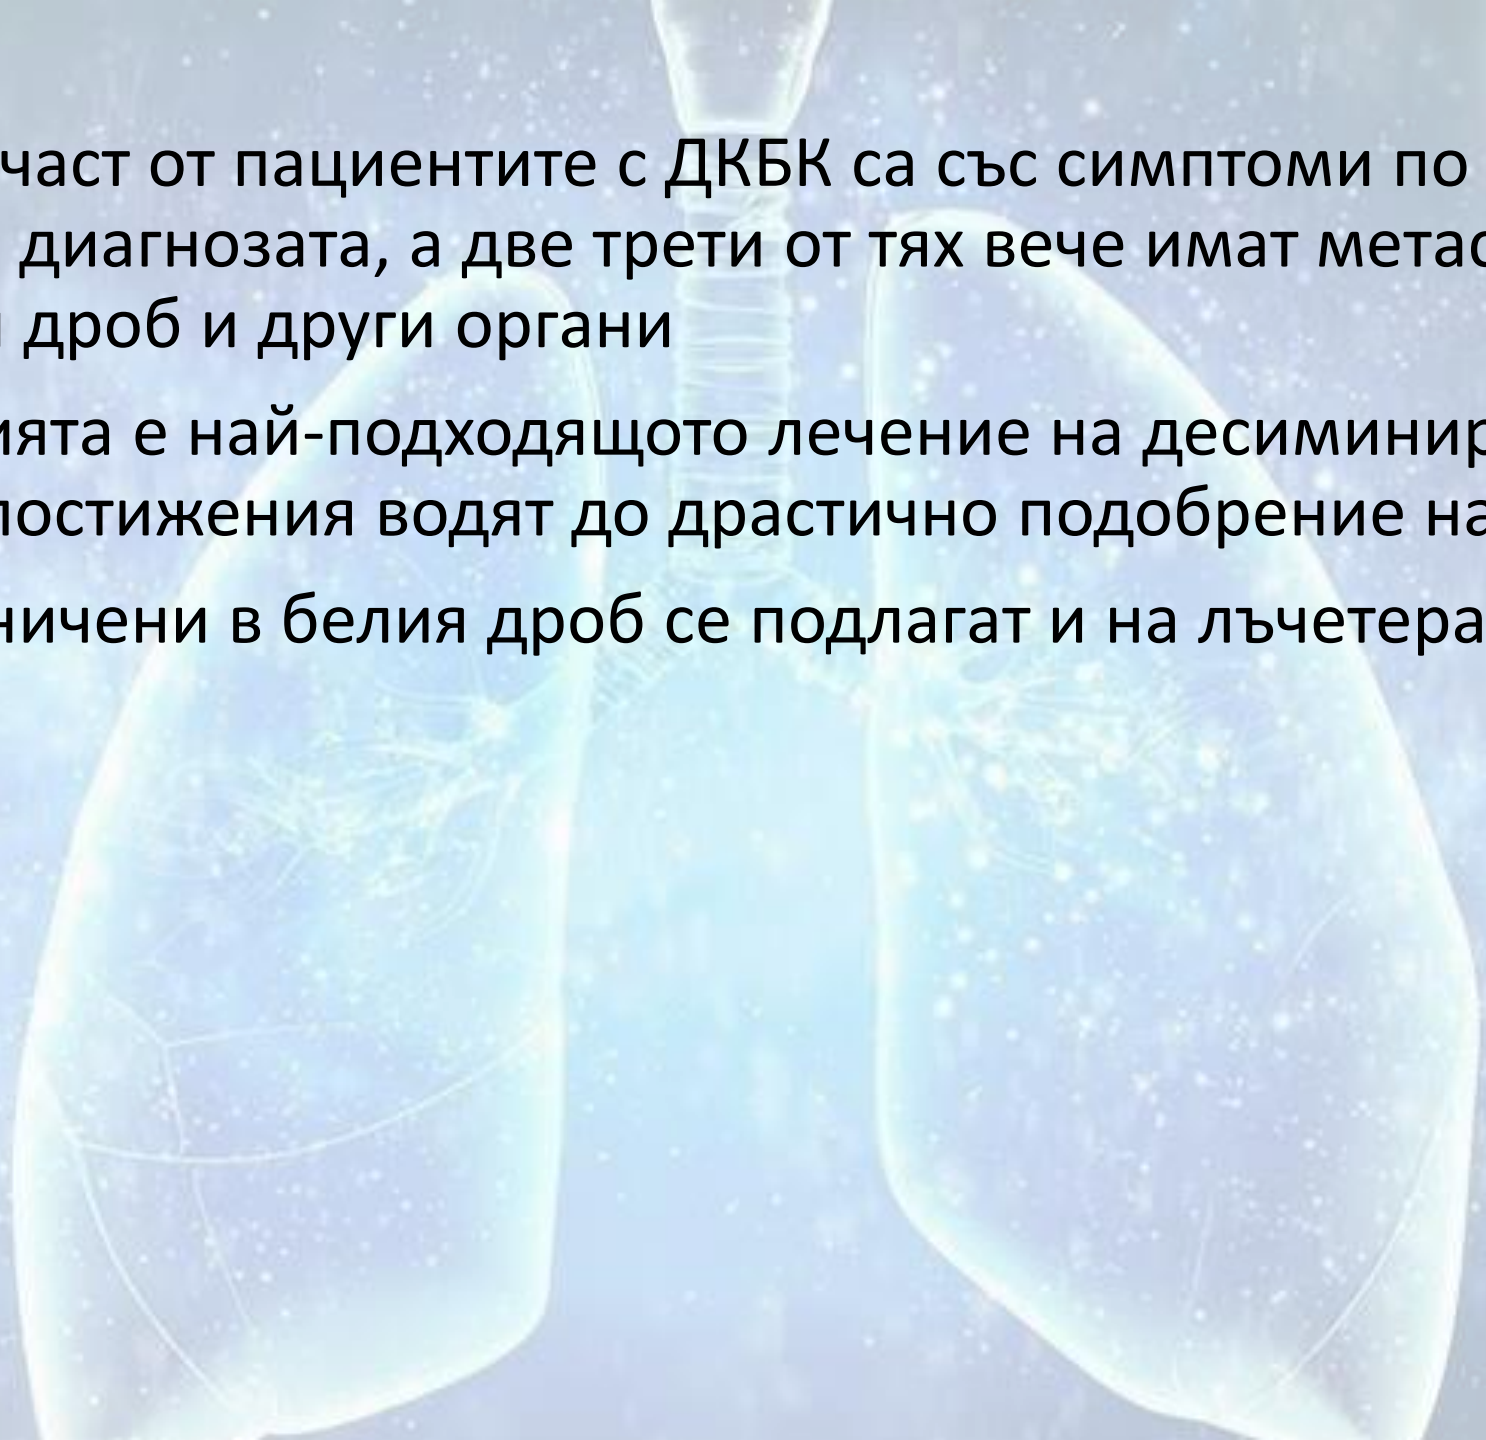 част от пациентите с ДКБК са със симптоми по
диагнозата, а две трети от тях вече имат метас
дроб и други органи
ията е най-подходящото лечение на десиминир
постижения водят до драстично подобрение на
ничени в белия дроб се подлагат и на лъчетера